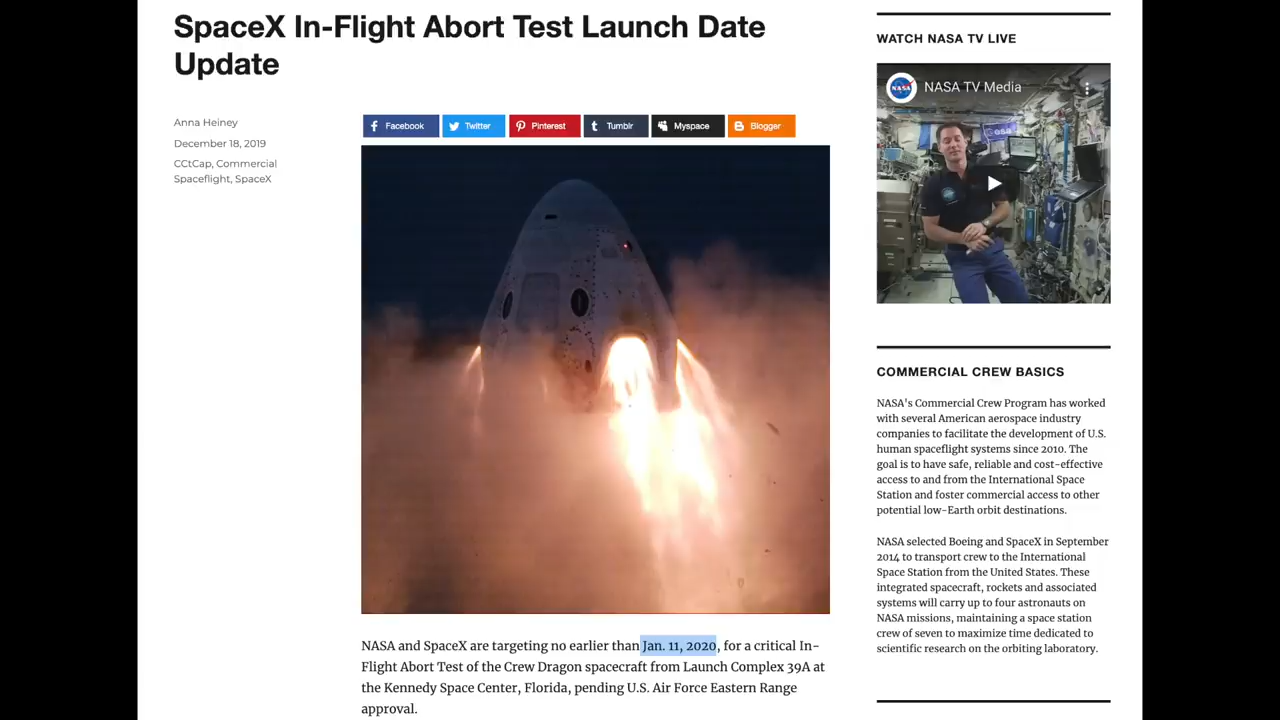 SpaceX In-Flight Abort Test Launch Date
Update
Anna Heiney
December 18, 2019
CCtCap, Commercial
Spaceflight, SpaceX
Facebook
Twitter
Pinterest
Tumblr
Myspace
Blogger
NASA and SpaceX are targeting no earlier than Jan. 11, 2020, for a critical In-
Flight Abort Test of the Crew Dragon spacecraft from Launch Complex 39A at
the Kennedy Space Center, Florida, pending U.S. Air Force Eastern Range
approval.
WATCH NASA TV LIVE
NASA
NASA TV Media
esa
COMMERCIAL CREW BASICS
NASA's Commercial Crew Program has worked
with several American aerospace industry
companies to facilitate the development of U.S.
human spaceflight systems since 2010. The
goal is to have safe, reliable and cost-effective
access to and from the International Space
Station and foster commercial access to other
potential low-Earth orbit destinations.
NASA selected Boeing and SpaceX in September
2014 to transport crew to the International
Space Station from the United States. These
integrated spacecraft, rockets and associated
systems will carry up to four astronauts on
NASA missions, maintaining a space station
crew of seven to maximize time dedicated to
scientific research on the orbiting laboratory.